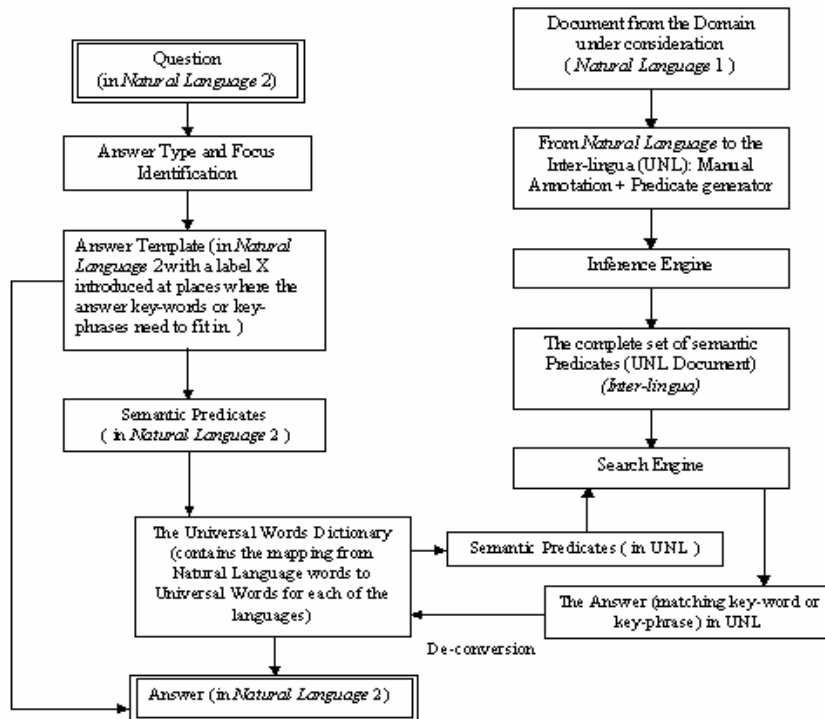 Question
(in Natural Language 2)
Answer Type and Focus
Identification
Answer Template (in Natural
Language 2 with a label X
introduced at places where the
answer key-words or key-
phrases need to fit in. )
Semantic Predicates
( in Natural Language 2 )
The Universal Words Dictionary
(contains the mapping from
Natural Language words to
Universal Words for each of the
languages)
Answer (in Natural Language 2)
Document from the Domain
under consideration
( Natural Language 1 )
From Natural Language to the
Inter-lingua (UNL): Manual
Annotation + Predicate generator
Inference Engine
The complete set of semantic
Predicates (UNL Document)
(Inter-lingua)
Search Engine
Semantic Predicates ( in UNL )
The Answer (matching key-word or
key-phrase) in UNL
De-conversion